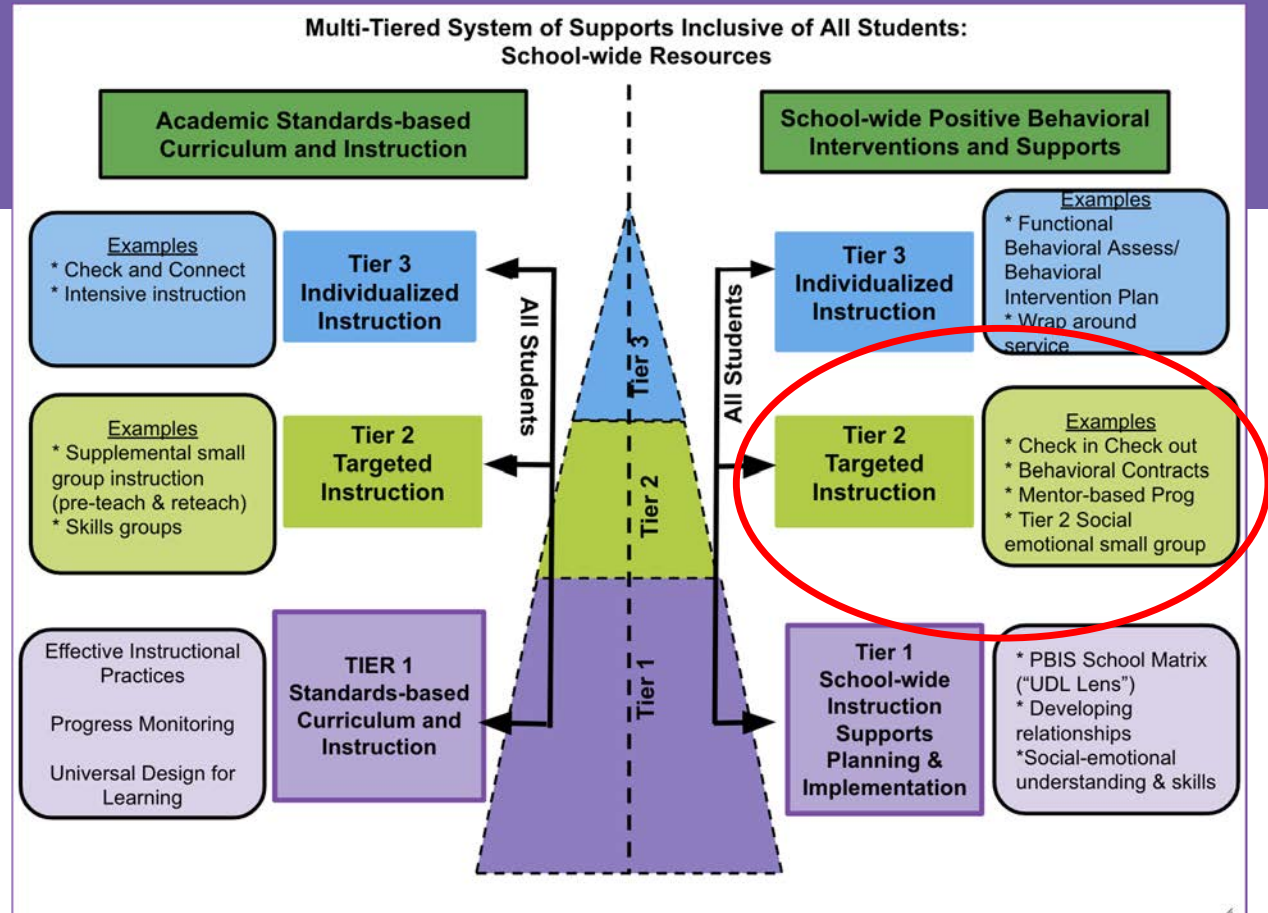 Multi-Tiered System of Supports Inclusive of All Students:
School-wide Resources
Academic Standards-based
Curriculum and Instruction
School-wide Positive Behavioral
Interventions and Supports
Examples
* Check and Connect
* Intensive instruction
Tier 3
Individualized
Instruction
All Students
Tier 3
All Students
Tier 3
Individualized
Instruction
Examples
* Functional
Behavioral Assess/
Behavioral
Intervention Plan
* Wrap around
service
Examples
* Supplemental small
group instruction
(pre-teach & reteach)
* Skills groups
Tier 2
Targeted
Instruction
Tier 2
Tier 2
Targeted
Instruction
Examples
* Check in Check out
* Behavioral Contracts
* Mentor-based Prog
* Tier 2 Social
emotional small group
Effective Instructional
Practices
Progress Monitoring
Universal Design for
Learning
TIER 1
Standards-based
Curriculum and
Instruction
Tier 1
Tier 1
School-wide
Instruction
Supports
Planning &
Implementation
* PBIS School Matrix
("UDL Lens")
* Developing
relationships
*Social-emotional
understanding & skills